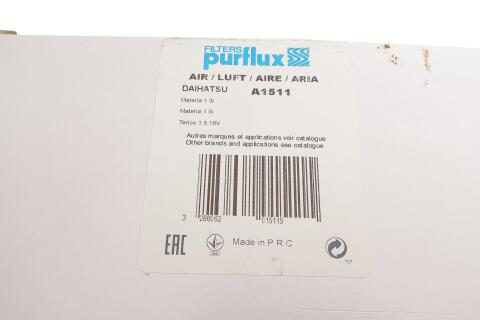 FILTERS
purflux
AIR / LUFT / AIRE / ARIA
DAIHATSU A1511
Materia 1.3i
Materia 1.5i
Terios 1.5 16V
Autres marques et applications voir catalogue
Other brands and applications see catalogue
3 286062 015115
EAC Made in P.R.C